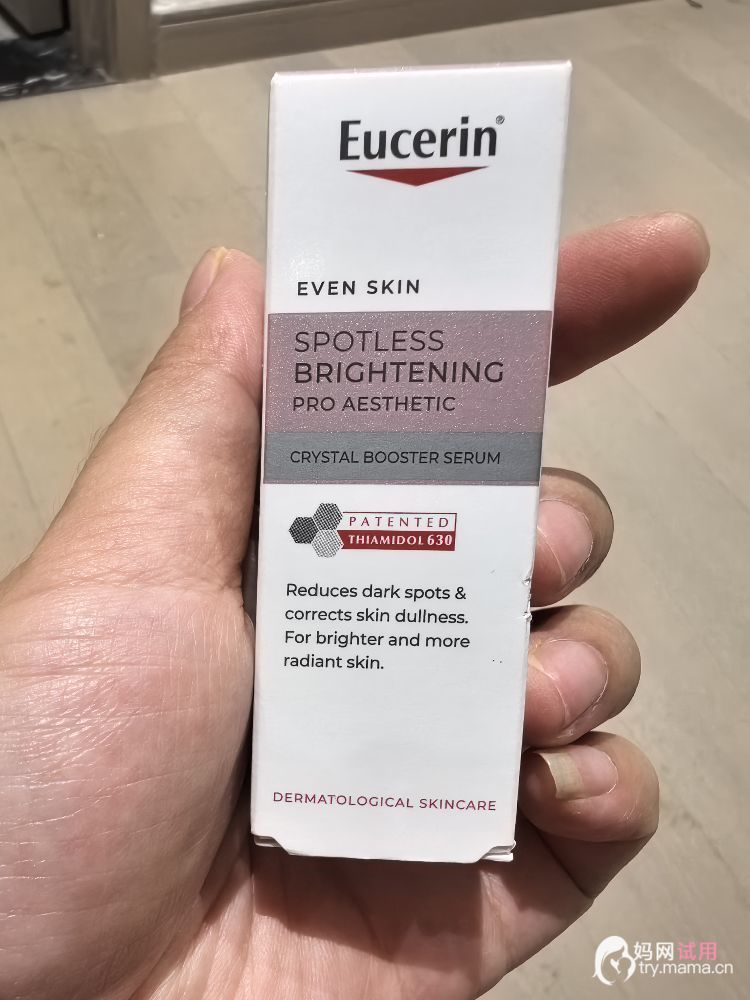 Eucerin®
EVEN SKIN
SPOTLESS
BRIGHTENING
PRO AESTHETIC
CRYSTAL BOOSTER SERUM
PATENTED
THIAMIDOL 630
Reduces dark spots &
corrects skin dullness.
For brighter and more
radiant skin.
DERMATOLOGICAL SKINCARE
妈网试用
try.mama.cn